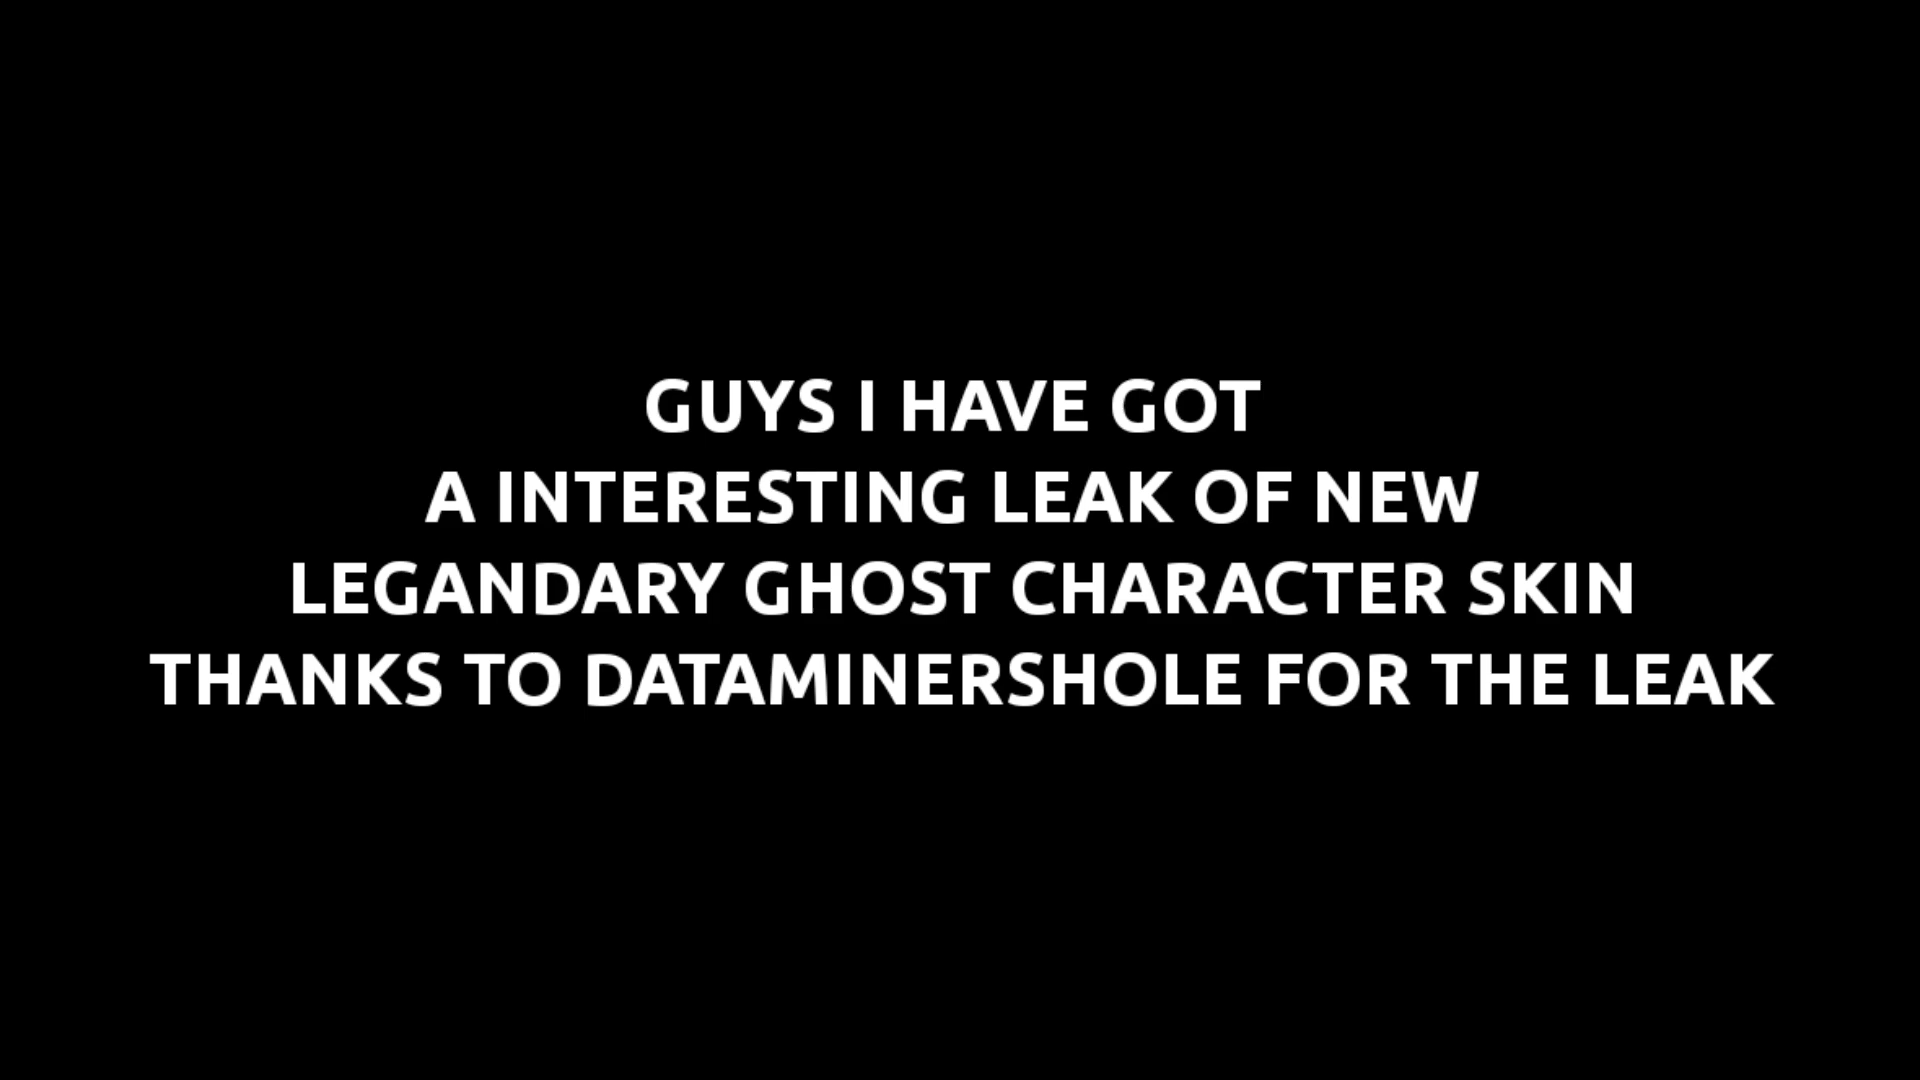 GUYS I HAVE GOT
A INTERESTING LEAK OF NEW
LEGANDARY GHOST CHARACTER SKIN
THANKS TO DATAMINERSHOLE FOR THE LEAK